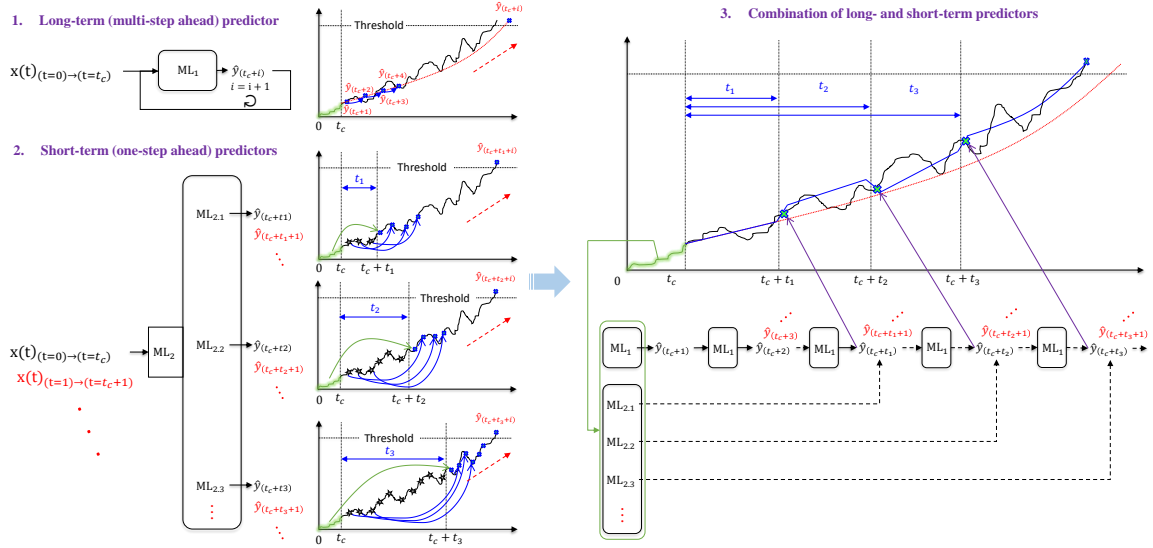 1. Long-term (multi-step ahead) predictor
x(t)(t=0)→(t=tc)
ML1
ŷ(tc+i)
i = i + 1
ŷ(tc+i)
Threshold
ŷ(tc+2)
ŷ(tc+4)
ŷ(tc+1)
ŷ(tc+3)
0
tc
2. Short-term (one-step ahead) predictors
x(t)(t=0)→(t=tc)
x(t)(t=1)→(t=tc+1)
ML2
ML2.1
ŷ(tc+t1)
ŷ(tc+t1+1)
ML2.2
ŷ(tc+t2)
ŷ(tc+t2+1)
ML2.3
ŷ(tc+t3)
ŷ(tc+t3+1)
ŷ(tc+t1+i)
Threshold
t1
0
tc
tc + t1
ŷ(tc+t2+i)
Threshold
t2
0
tc
tc + t2
ŷ(tc+t3+i)
Threshold
t3
0
tc
tc + t3
3. Combination of long- and short-term predictors
t1
t2
t3
0
tc
tc + t1
tc + t2
tc + t3
ŷ(tc+3)
ŷ(tc+t1+1)
ŷ(tc+t2+1)
ŷ(tc+t3+1)
ML1
ŷ(tc+1)
ML1
ŷ(tc+2)
ML1
ŷ(tc+t1)
ML1
ŷ(tc+t2)
ML1
ŷ(tc+t3)
ML2.1
ML2.2
ML2.3